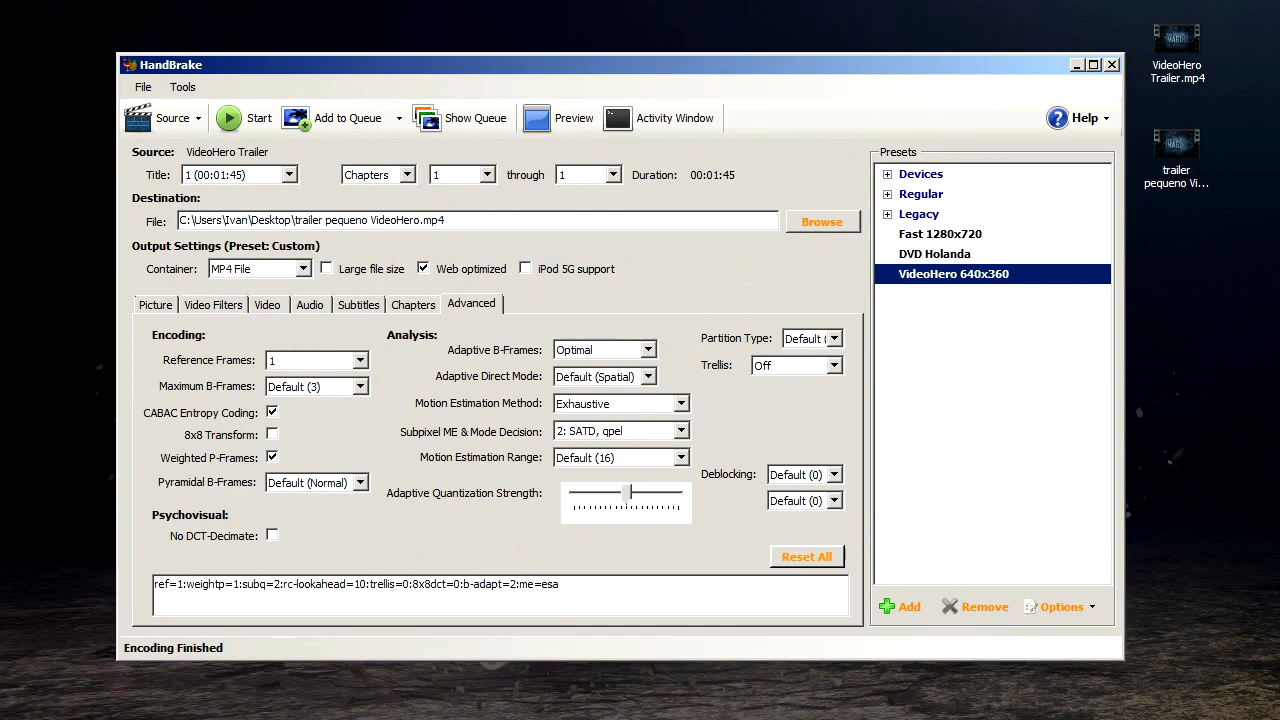 HandBrake
File Tools
Source Start Add to Queue Show Queue Preview Activity Window Help
Source: VideoHero Trailer
Title: 1 (00:01:45) Chapters 1 through 1 Duration: 00:01:45
Destination:
File: C:\Users\Ivan\Desktop\trailer pequeno VideoHero.mp4 Browse
Output Settings (Preset: Custom)
Container: MP4 File Large file size Web optimized iPod 5G support
Picture Video Filters Video Audio Subtitles Chapters Advanced
Encoding:
Reference Frames: 1
Maximum B-Frames: Default (3)
CABAC Entropy Coding:
8x8 Transform:
Weighted P-Frames:
Pyramidal B-Frames: Default (Normal)
Psychovisual:
No DCT-Decimate:
Analysis:
Adaptive B-Frames: Optimal
Adaptive Direct Mode: Default (Spatial)
Motion Estimation Method: Exhaustive
Subpixel ME & Mode Decision: 2: SATD, qpel
Motion Estimation Range: Default (16)
Adaptive Quantization Strength:
Partition Type: Default (
Trellis: Off
Deblocking: Default (0)
Default (0)
Reset All
ref=1:weightp=1:subq=2:rc-lookahead=10:trellis=0:8x8dct=0:b-adapt=2:me=esa
Presets
Devices
Regular
Legacy
Fast 1280x720
DVD Holanda
VideoHero 640x360
Add Remove Options
Encoding Finished
VideoHero
Trailer.mp4
trailer
pequeno Vi...